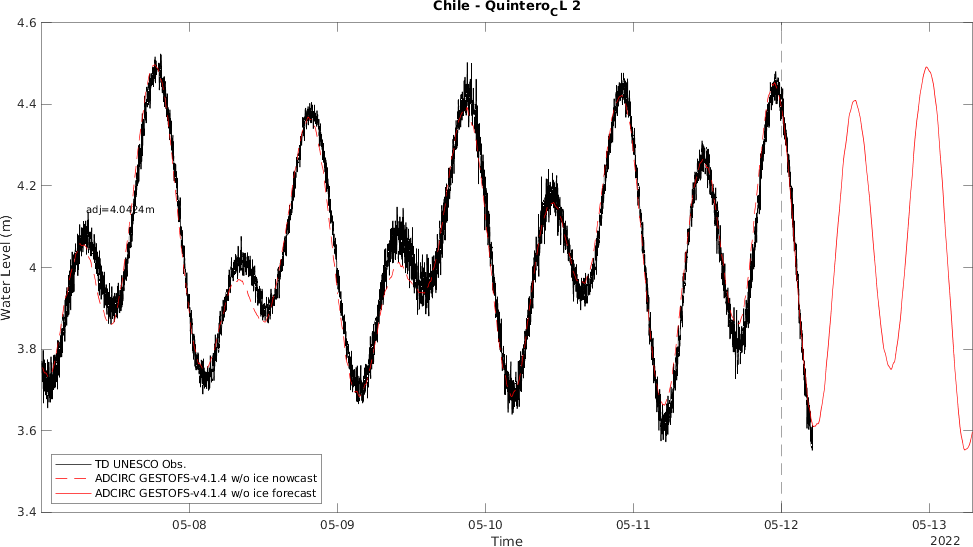 Chile - Quintero_CL 2
4.6
4.4
4.2
4
3.8
3.6
3.4
Water Level (m)
adj=4.0424m
TD UNESCO Obs.
ADCIRC GESTOFS-v4.1.4 w/o ice nowcast
ADCIRC GESTOFS-v4.1.4 w/o ice forecast
05-08 05-09 05-10 05-11 05-12 05-13
Time 2022